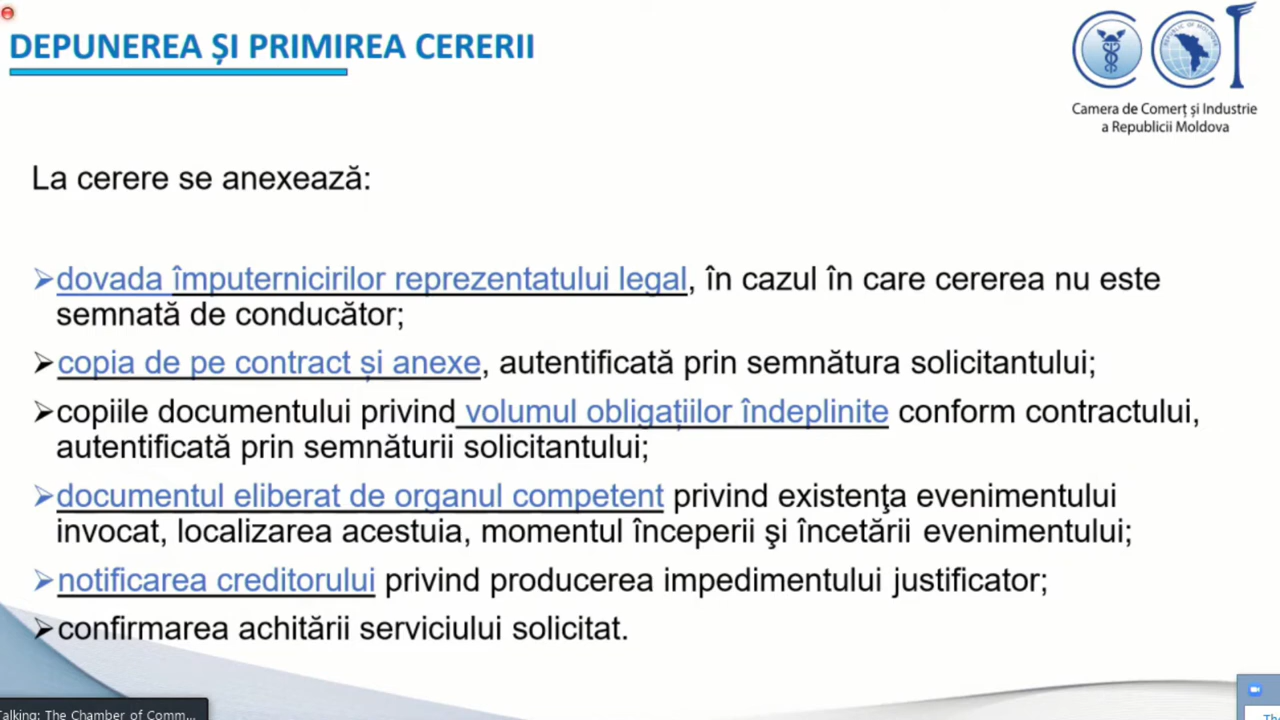 DEPUNEREA ȘI PRIMIREA CERERII
Camera de Comerț și Industrie
a Republicii Moldova
La cerere se anexează:
➢dovada împuternicirilor reprezentatului legal, în cazul în care cererea nu este
semnată de conducător;
➢copia de pe contract și anexe, autentificată prin semnătura solicitantului;
➢copiile documentului privind volumul obligațiilor îndeplinite conform contractului,
autentificată prin semnăturii solicitantului;
➢documentul eliberat de organul competent privind existenţa evenimentului
invocat, localizarea acestuia, momentul începerii şi încetării evenimentului;
➢notificarea creditorului privind producerea impedimentului justificator;
➢confirmarea achitării serviciului solicitat.
Talking: The Chamber of Comm...